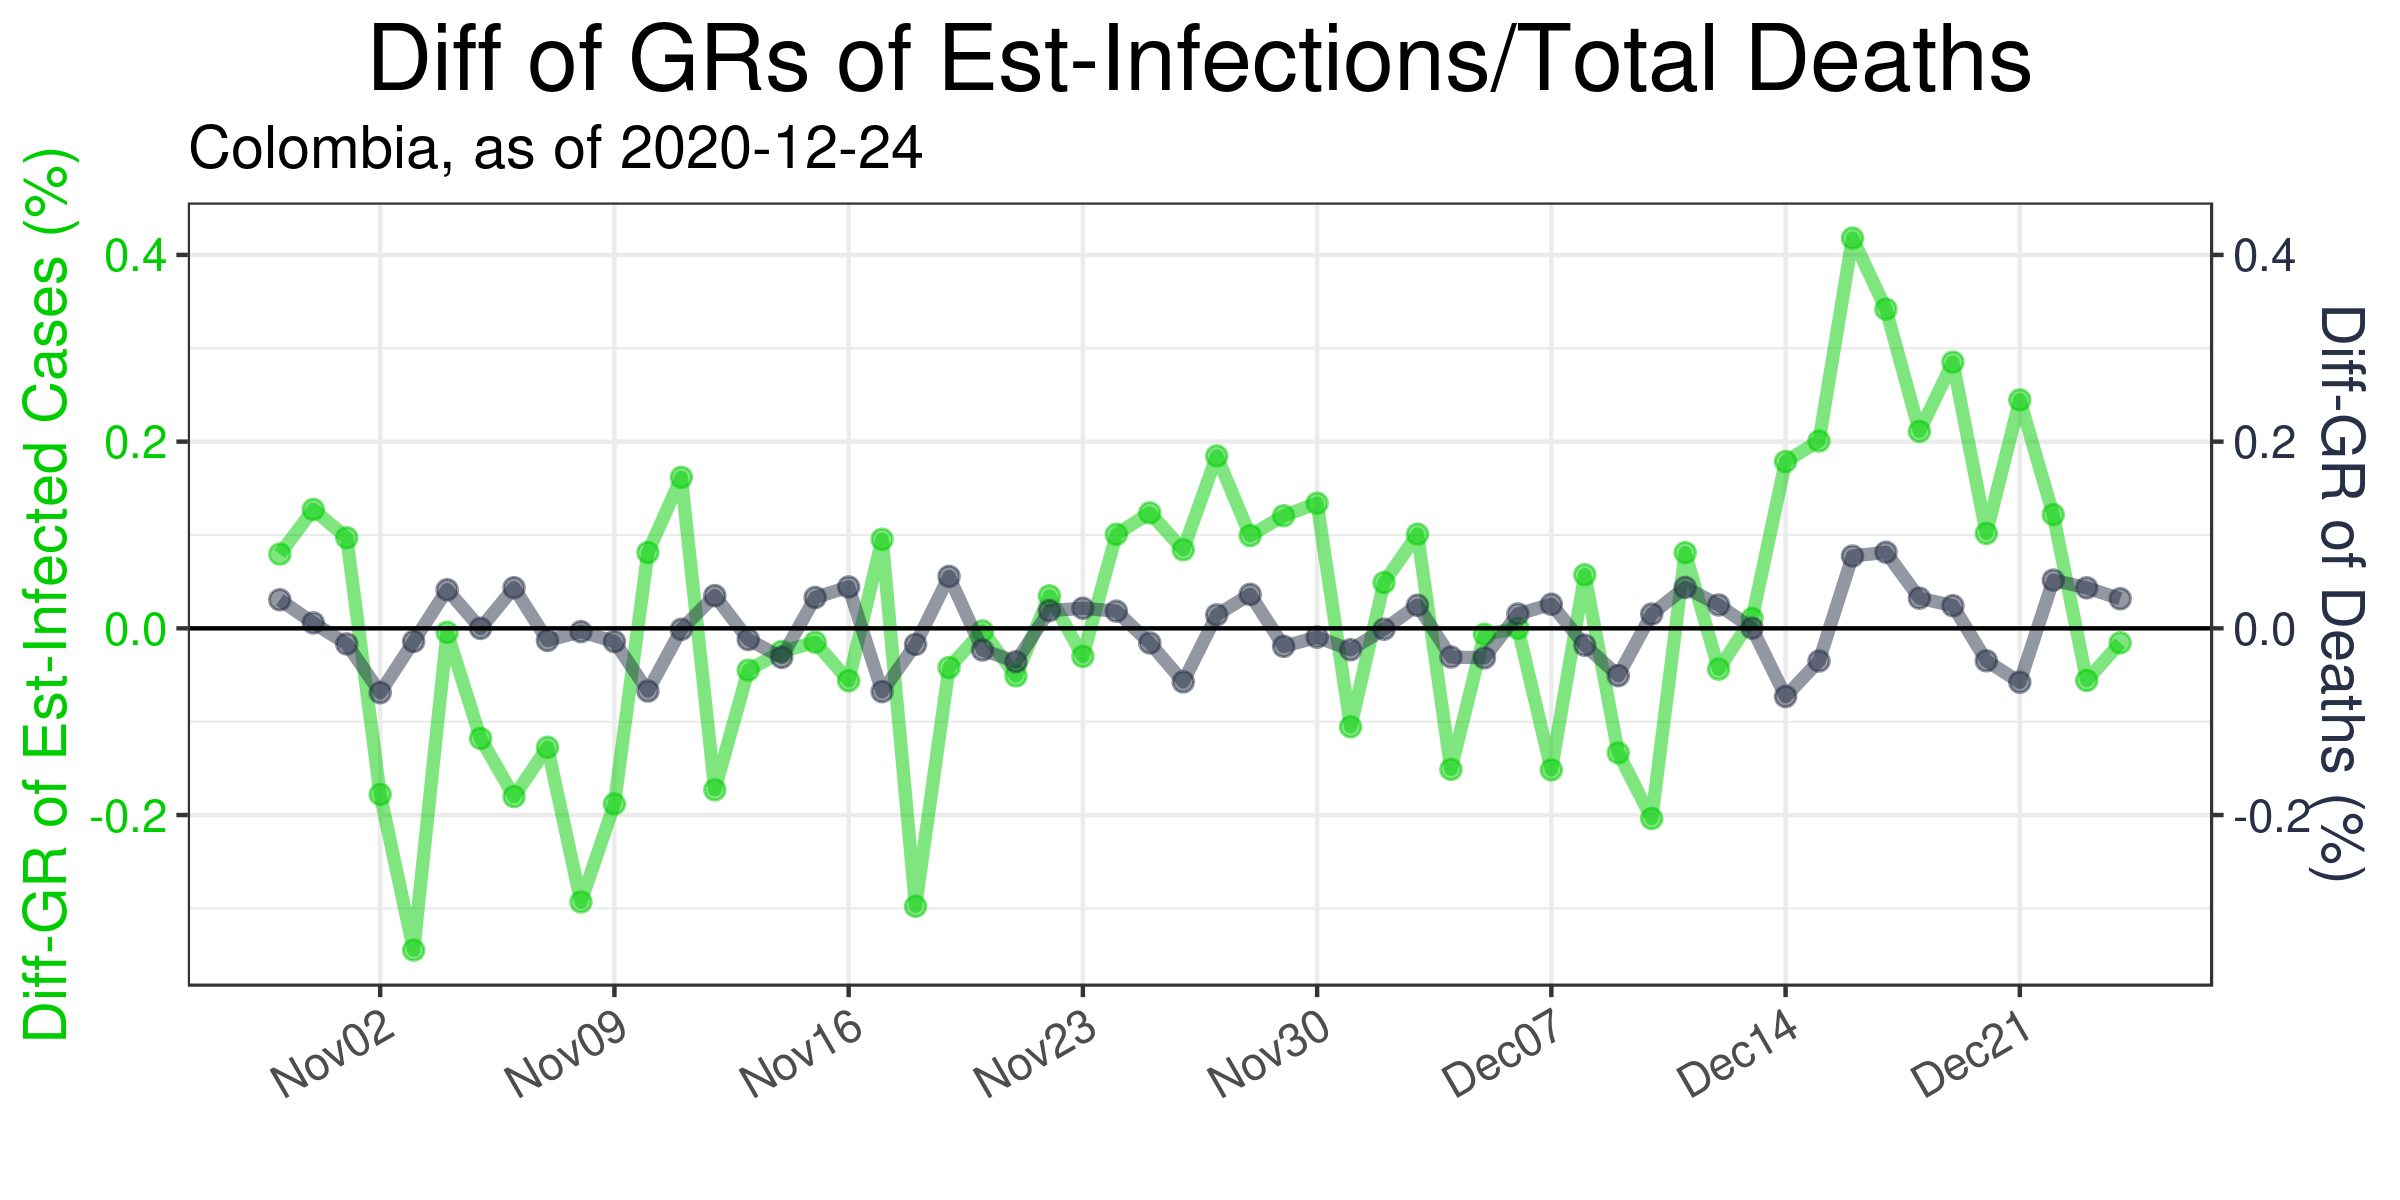 Diff of GRs of Est-Infections/Total Deaths
Colombia, as of 2020-12-24
Diff-GR of Est-Infected Cases (%)
0.4
0.2
0.0
-0.2
0.4
0.2
0.0
-0.2
Diff-GR of Deaths (%)
Nov02
Nov09
Nov16
Nov23
Nov30
Dec07
Dec14
Dec21